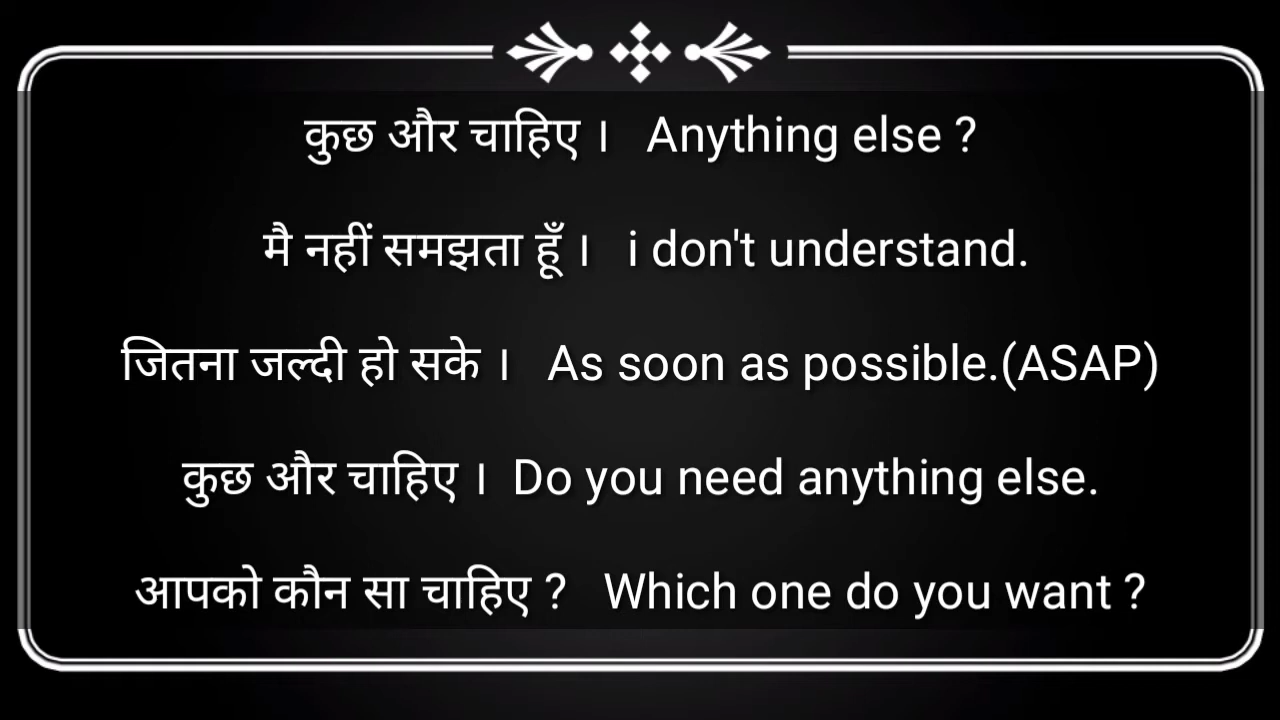 कुछ और चाहिए । Anything else ?
मै नहीं समझता हूँ । i don't understand.
जितना जल्दी हो सके । As soon as possible.(ASAP)
कुछ और चाहिए । Do you need anything else.
आपको कौन सा चाहिए ? Which one do you want ?